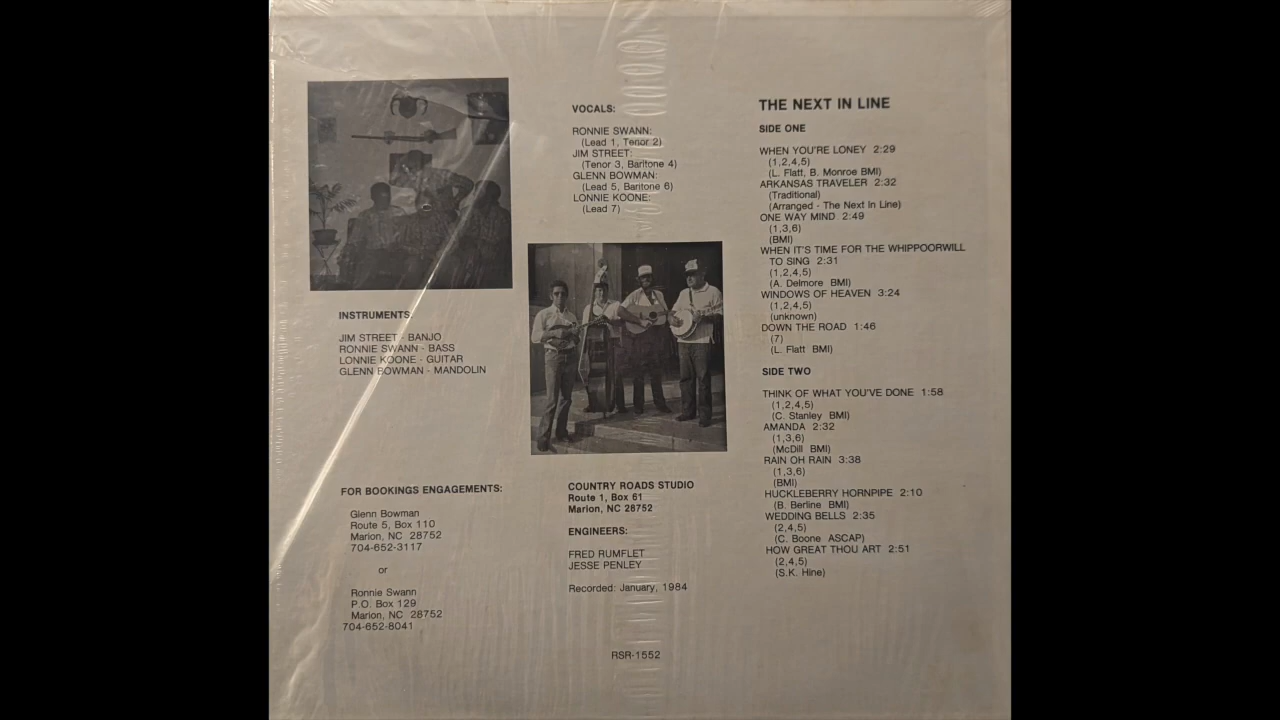 VOCALS:
RONNIE SWANN:
(Lead 1, Tenor 2)
JIM STREET:
(Tenor 3, Baritone 4)
GLENN BOWMAN:
(Lead 5, Baritone 6)
LONNIE KOONE:
(Lead 7)
INSTRUMENTS:
JIM STREET - BANJO
RONNIE SWANN - BASS
LONNIE KOONE - GUITAR
GLENN BOWMAN - MANDOLIN
FOR BOOKINGS ENGAGEMENTS:
Glenn Bowman
Route 5, Box 110
Marion, NC 28752
704-652-3117
or
Ronnie Swann
P.O. Box 129
Marion, NC 28752
704-652-8041
COUNTRY ROADS STUDIO
Route 1, Box 61
Marion, NC 28752
ENGINEERS:
FRED RUMFLET
JESSE PENLEY
Recorded: January, 1984
RSR-1552
THE NEXT IN LINE
SIDE ONE
WHEN YOU'RE LONEY 2:29
(1,2,4,5)
(L. Flatt, B. Monroe BMI)
ARKANSAS TRAVELER 2:32
(Traditional)
(Arranged - The Next In Line)
ONE WAY MIND 2:49
(1,3,6)
(BMI)
WHEN IT'S TIME FOR THE WHIPPOORWILL
TO SING 2:31
(1,2,4,5)
(A. Delmore BMI)
WINDOWS OF HEAVEN 3:24
(1,2,4,5)
(unknown)
DOWN THE ROAD 1:46
(7)
(L. Flatt BMI)
SIDE TWO
THINK OF WHAT YOU'VE DONE 1:58
(1,2,4,5)
(C. Stanley BMI)
AMANDA 2:32
(1,3,6)
(McDill BMI)
RAIN OH RAIN 3:38
(1,3,6)
(BMI)
HUCKLEBERRY HORNPIPE 2:10
(B. Berline BMI)
WEDDING BELLS 2:35
(2,4,5)
(C. Boone ASCAP)
HOW GREAT THOU ART 2:51
(2,4,5)
(S.K. Hine)